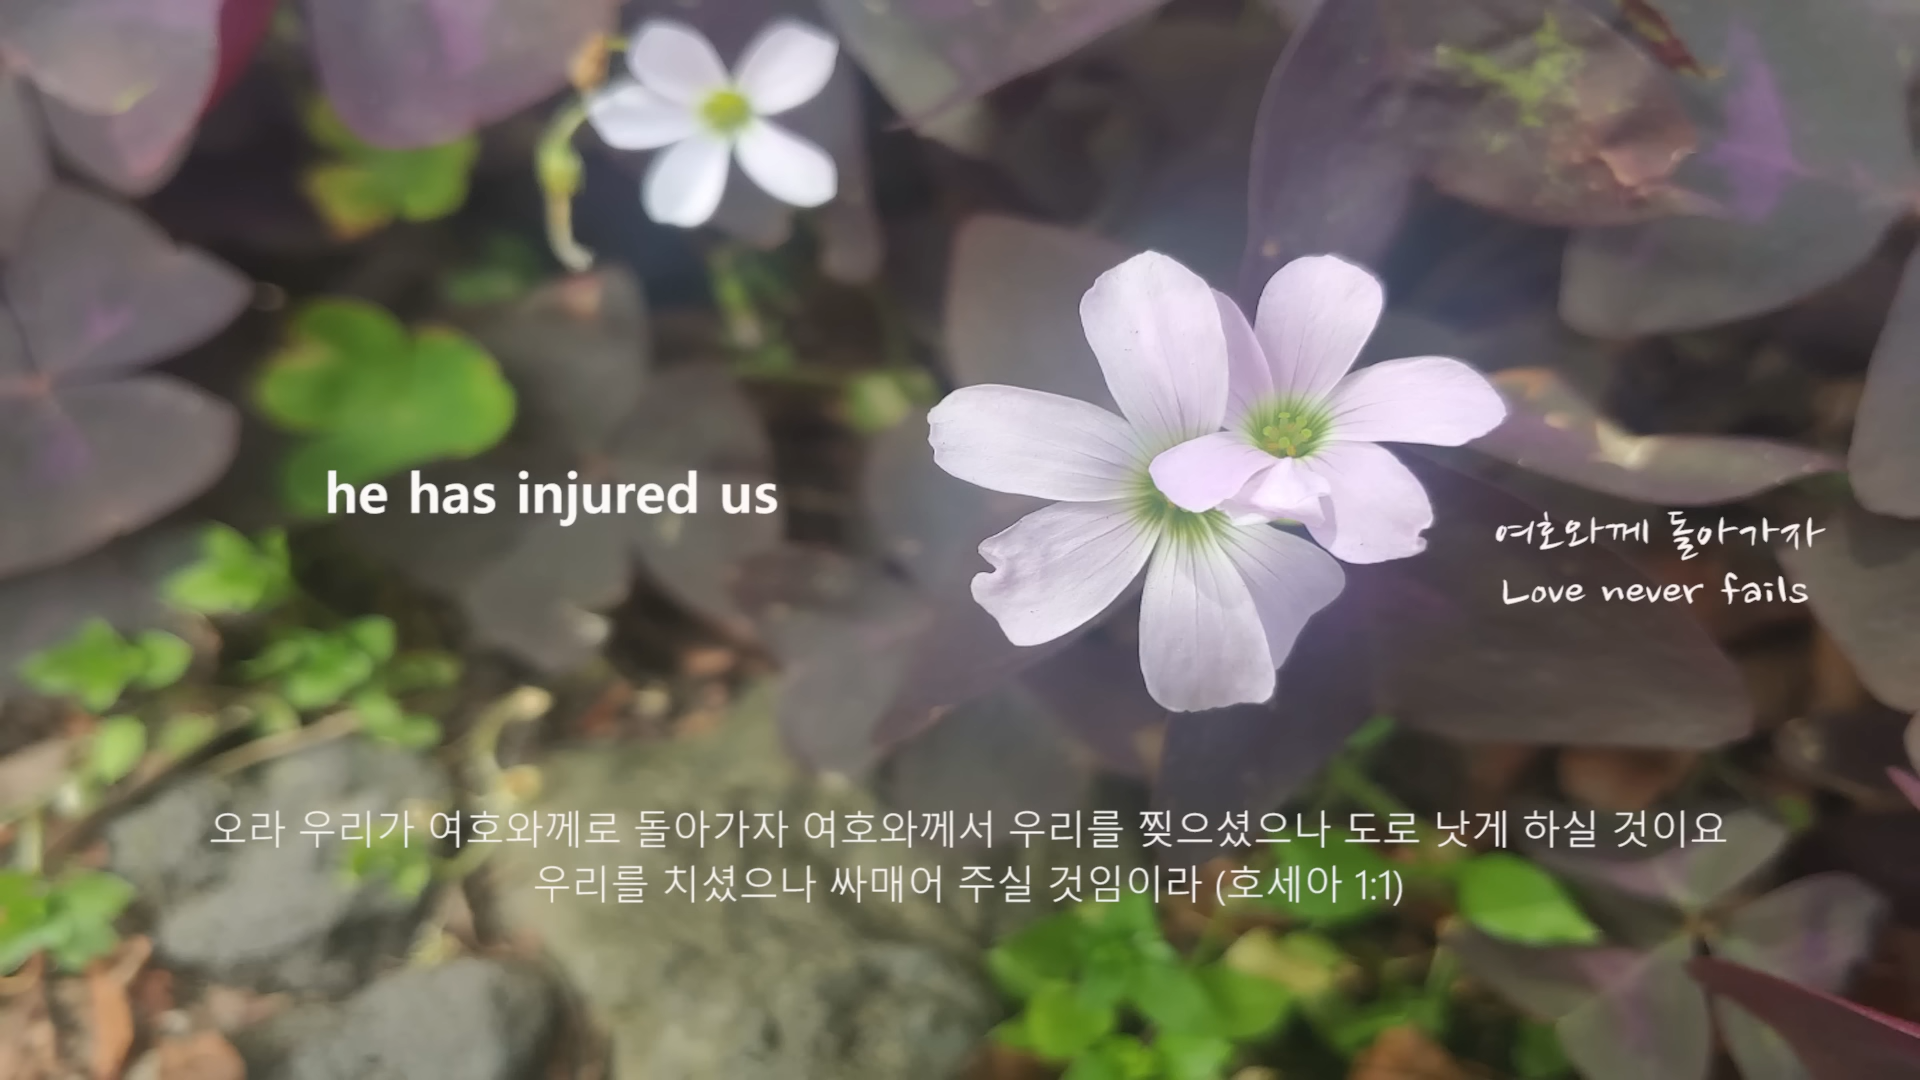 he has injured us
여호와께 돌아가자
Love never fails
오라 우리가 여호와께로 돌아가자 여호와께서 우리를 찢으셨으나 도로 낫게 하실 것이요
우리를 치셨으나 싸매어 주실 것임이라 (호세아 1:1)